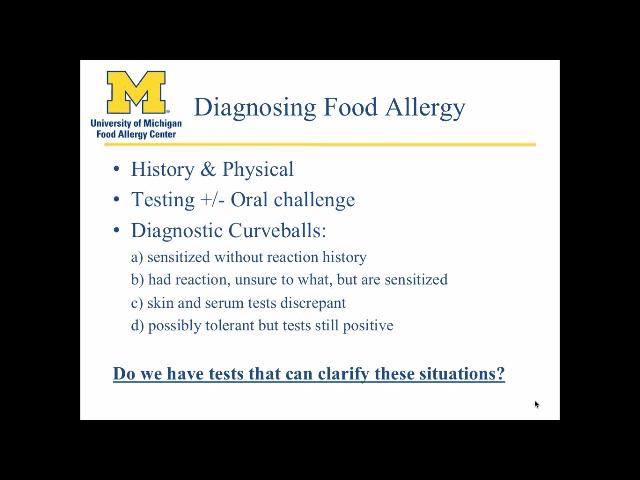 M
University of Michigan
Food Allergy Center
Diagnosing Food Allergy
• History & Physical
• Testing +/- Oral challenge
• Diagnostic Curveballs:
a) sensitized without reaction history
b) had reaction, unsure to what, but are sensitized
c) skin and serum tests discrepant
d) possibly tolerant but tests still positive
Do we have tests that can clarify these situations?